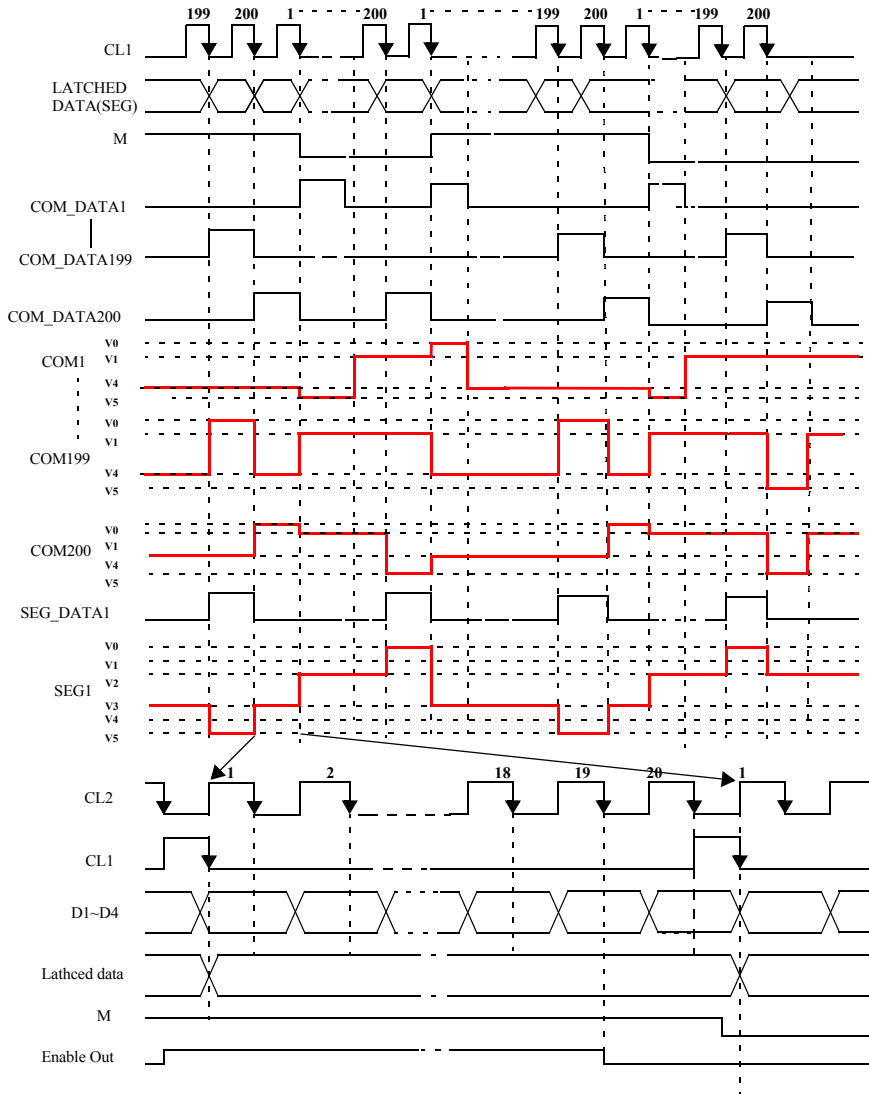 199 200 1 200 1 199 200 1 199 200
CL1
LATCHED
DATA(SEG)
M
COM_DATA1
COM_DATA199
COM_DATA200
V0
COM1
V1
V4
V5
V0
V1
COM199
V4
V5
V0
COM200
V1
V4
V5
SEG_DATA1
V0
V1
V2
SEG1
V3
V4
V5
1 2 18 19 20 1
CL2
CL1
D1~D4
Lathced data
M
Enable Out